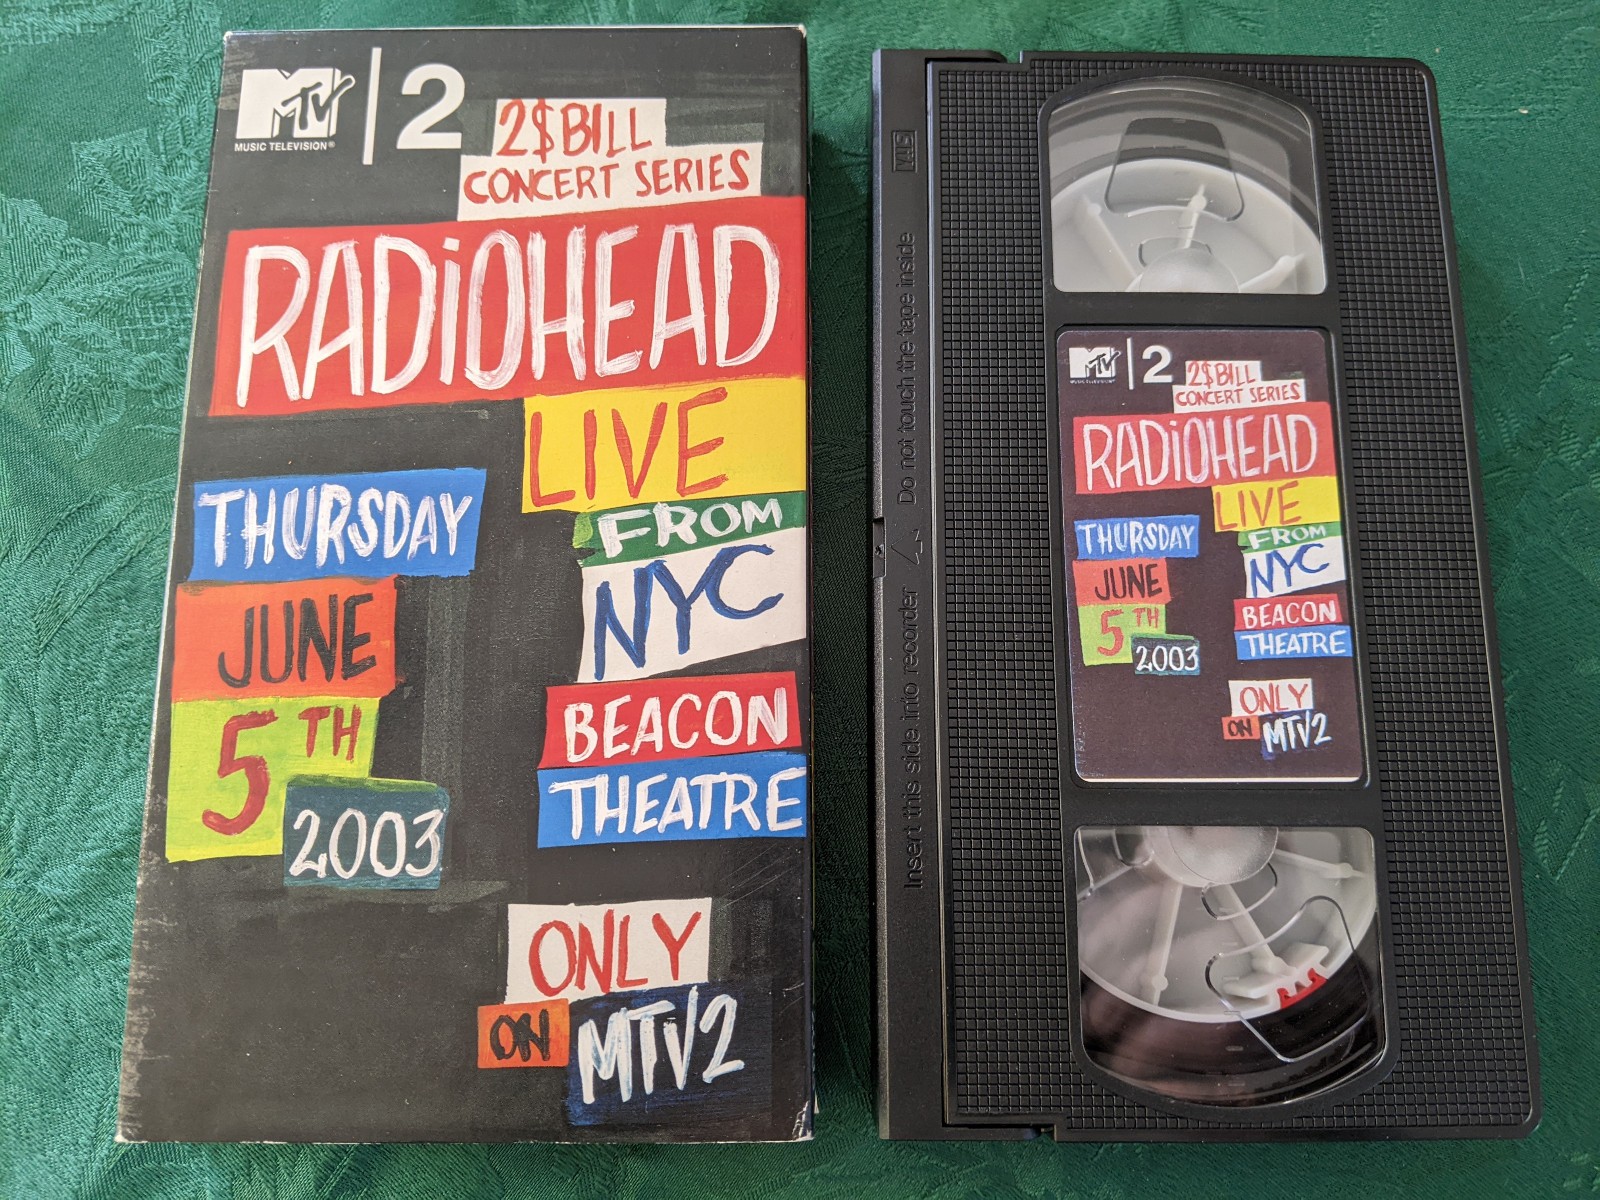 MTV | 2
MUSIC TELEVISION®
2$BILL
CONCERT SERIES
RADiOHEAD
LIVE
FROM
NYC
BEACON
THEATRE
THURSDAY
JUNE
5TH
2003
ONLY
ON MTV2
VHS
Do not touch the tape inside
Insert this side into recorder
MTV | 2
MUSIC TELEVISION®
2$BILL
CONCERT SERIES
RADiOHEAD
LIVE
FROM
NYC
BEACON
THEATRE
THURSDAY
JUNE
5TH
2003
ONLY
ON MTV2